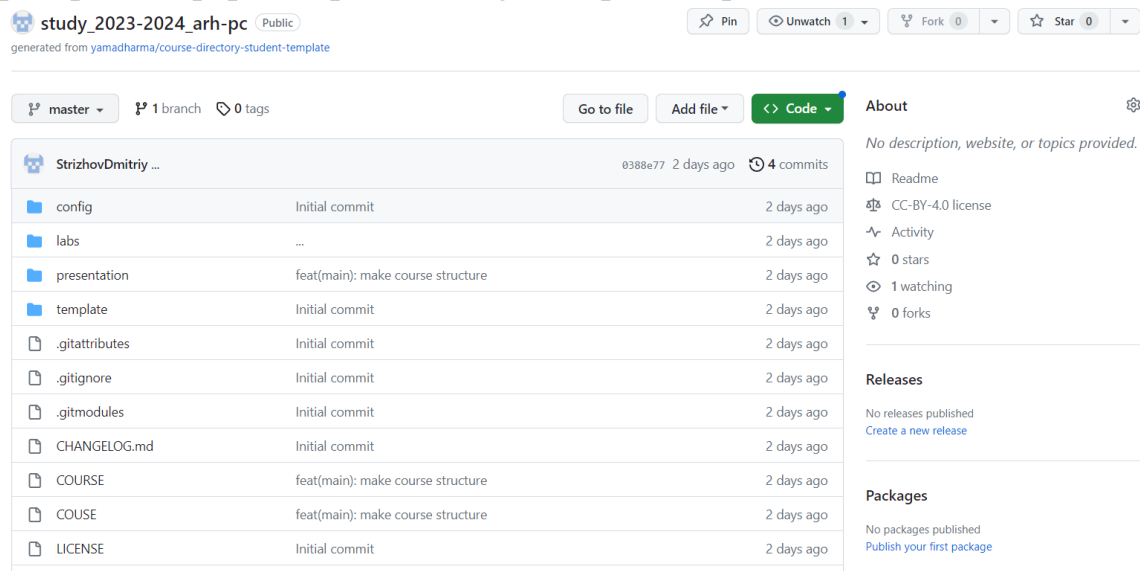 study_2023-2024_arh-pc Public Pin Unwatch 1 Fork 0 Star 0
generated from yamadharma/course-directory-student-template
master 1 branch 0 tags Go to file Add file <> Code
StrizhovDmitriy ... 0388e77 2 days ago 4 commits
config Initial commit 2 days ago
labs ... 2 days ago
presentation feat(main): make course structure 2 days ago
template Initial commit 2 days ago
.gitattributes Initial commit 2 days ago
.gitignore Initial commit 2 days ago
.gitmodules Initial commit 2 days ago
CHANGELOG.md Initial commit 2 days ago
COURSE feat(main): make course structure 2 days ago
COUSE feat(main): make course structure 2 days ago
LICENSE Initial commit 2 days ago
About
No description, website, or topics provided.
Readme
CC-BY-4.0 license
Activity
0 stars
1 watching
0 forks
Releases
No releases published
Create a new release
Packages
No packages published
Publish your first package